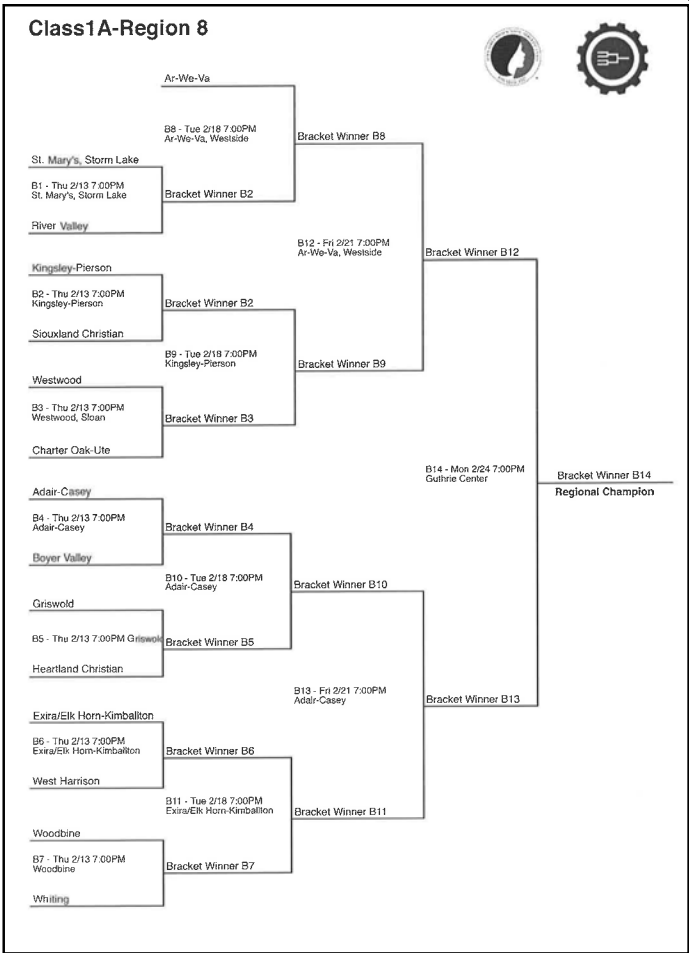 Class1A-Region 8
Ar-We-Va
B8 - Tue 2/18 7:00PM
Ar-We-Va, Westside
Bracket Winner B8
St. Mary's, Storm Lake
B1 - Thu 2/13 7:00PM
St. Mary's, Storm Lake
Bracket Winner B2
River Valley
B12 - Fri 2/21 7:00PM
Ar-We-Va, Westside
Bracket Winner B12
Kingsley-Pierson
B2 - Thu 2/13 7:00PM
Kingsley-Pierson
Bracket Winner B2
Siouxland Christian
B9 - Tue 2/18 7:00PM
Kingsley-Pierson
Bracket Winner B9
Westwood
B3 - Thu 2/13 7:00PM
Westwood, Sloan
Bracket Winner B3
Charter Oak-Ute
B14 - Mon 2/24 7:00PM
Guthrie Center
Bracket Winner B14
Regional Champion
Adair-Casey
B4 - Thu 2/13 7:00PM
Adair-Casey
Bracket Winner B4
Boyer Valley
B10 - Tue 2/18 7:00PM
Adair-Casey
Bracket Winner B10
Griswold
B5 - Thu 2/13 7:00PM Griswold
Bracket Winner B5
Heartland Christian
B13 - Fri 2/21 7:00PM
Adair-Casey
Bracket Winner B13
Exira/Elk Horn-Kimballton
B6 - Thu 2/13 7:00PM
Exira/Elk Horn-Kimballton
Bracket Winner B6
West Harrison
B11 - Tue 2/18 7:00PM
Exira/Elk Horn-Kimballton
Bracket Winner B11
Woodbine
B7 - Thu 2/13 7:00PM
Woodbine
Bracket Winner B7
Whiting